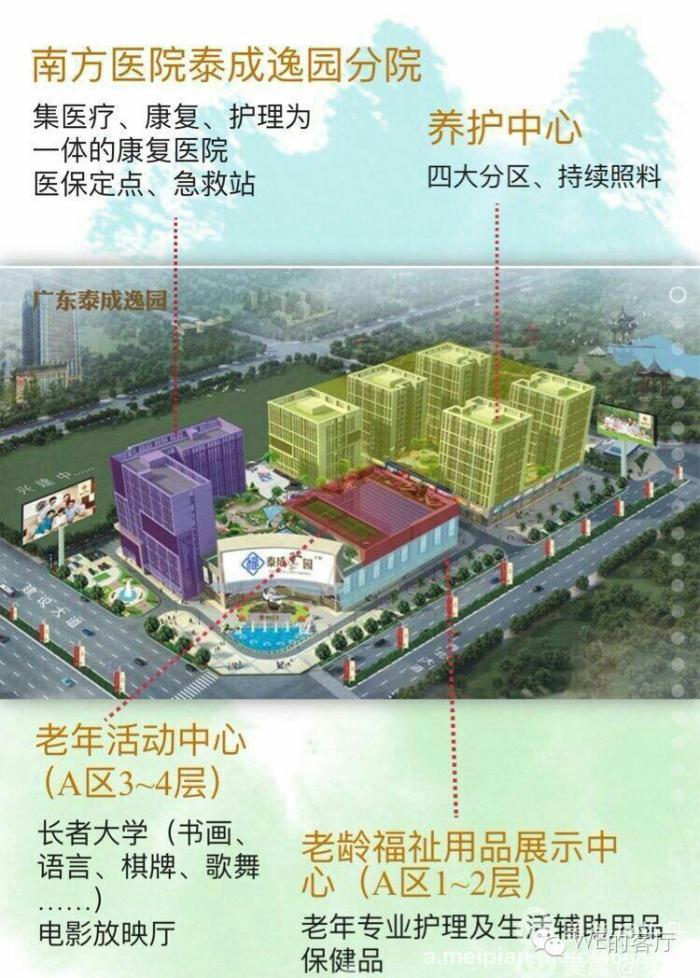 南方医院泰成逸园分院
集医疗、康复、护理为
一体的康复医院
医保定点、急救站
养护中心
四大分区、持续照料
广东泰成逸园
兴建中......
泰成逸园
TM
建设大道
大道
老年活动中心
（A区3~4层）
长者大学（书画、
语言、棋牌、歌舞
……）
电影放映厅
老龄福祉用品展示中
心（A区1~2层）
老年专业护理及生活辅助用品
保健品
WE的客厅
a.meipian